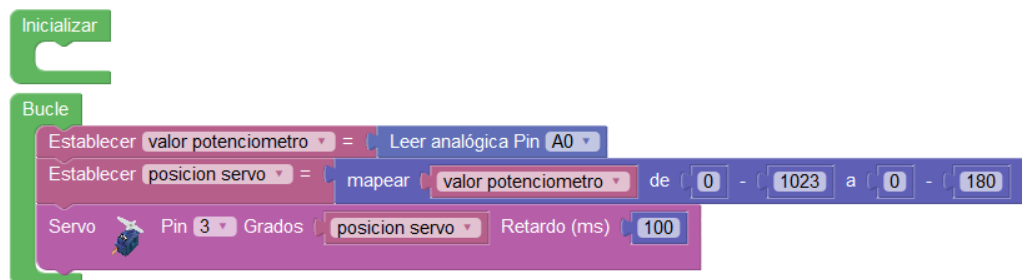 Inicializar
Bucle
Establecer valor potenciometro = Leer analógica Pin A0
Establecer posicion servo = mapear valor potenciometro de 0 - 1023 a 0 - 180
Servo Pin 3 Grados posicion servo Retardo (ms) 100